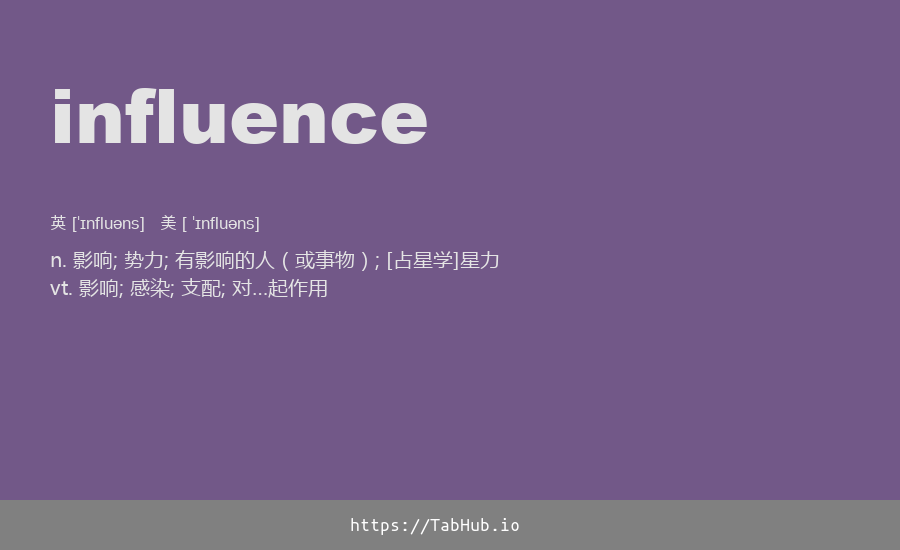 influence
英 [ˈɪnfluəns] 美 [ ˈɪnfluəns]
n. 影响; 势力; 有影响的人（或事物）; [占星学]星力
vt. 影响; 感染; 支配; 对…起作用
https://TabHub.io